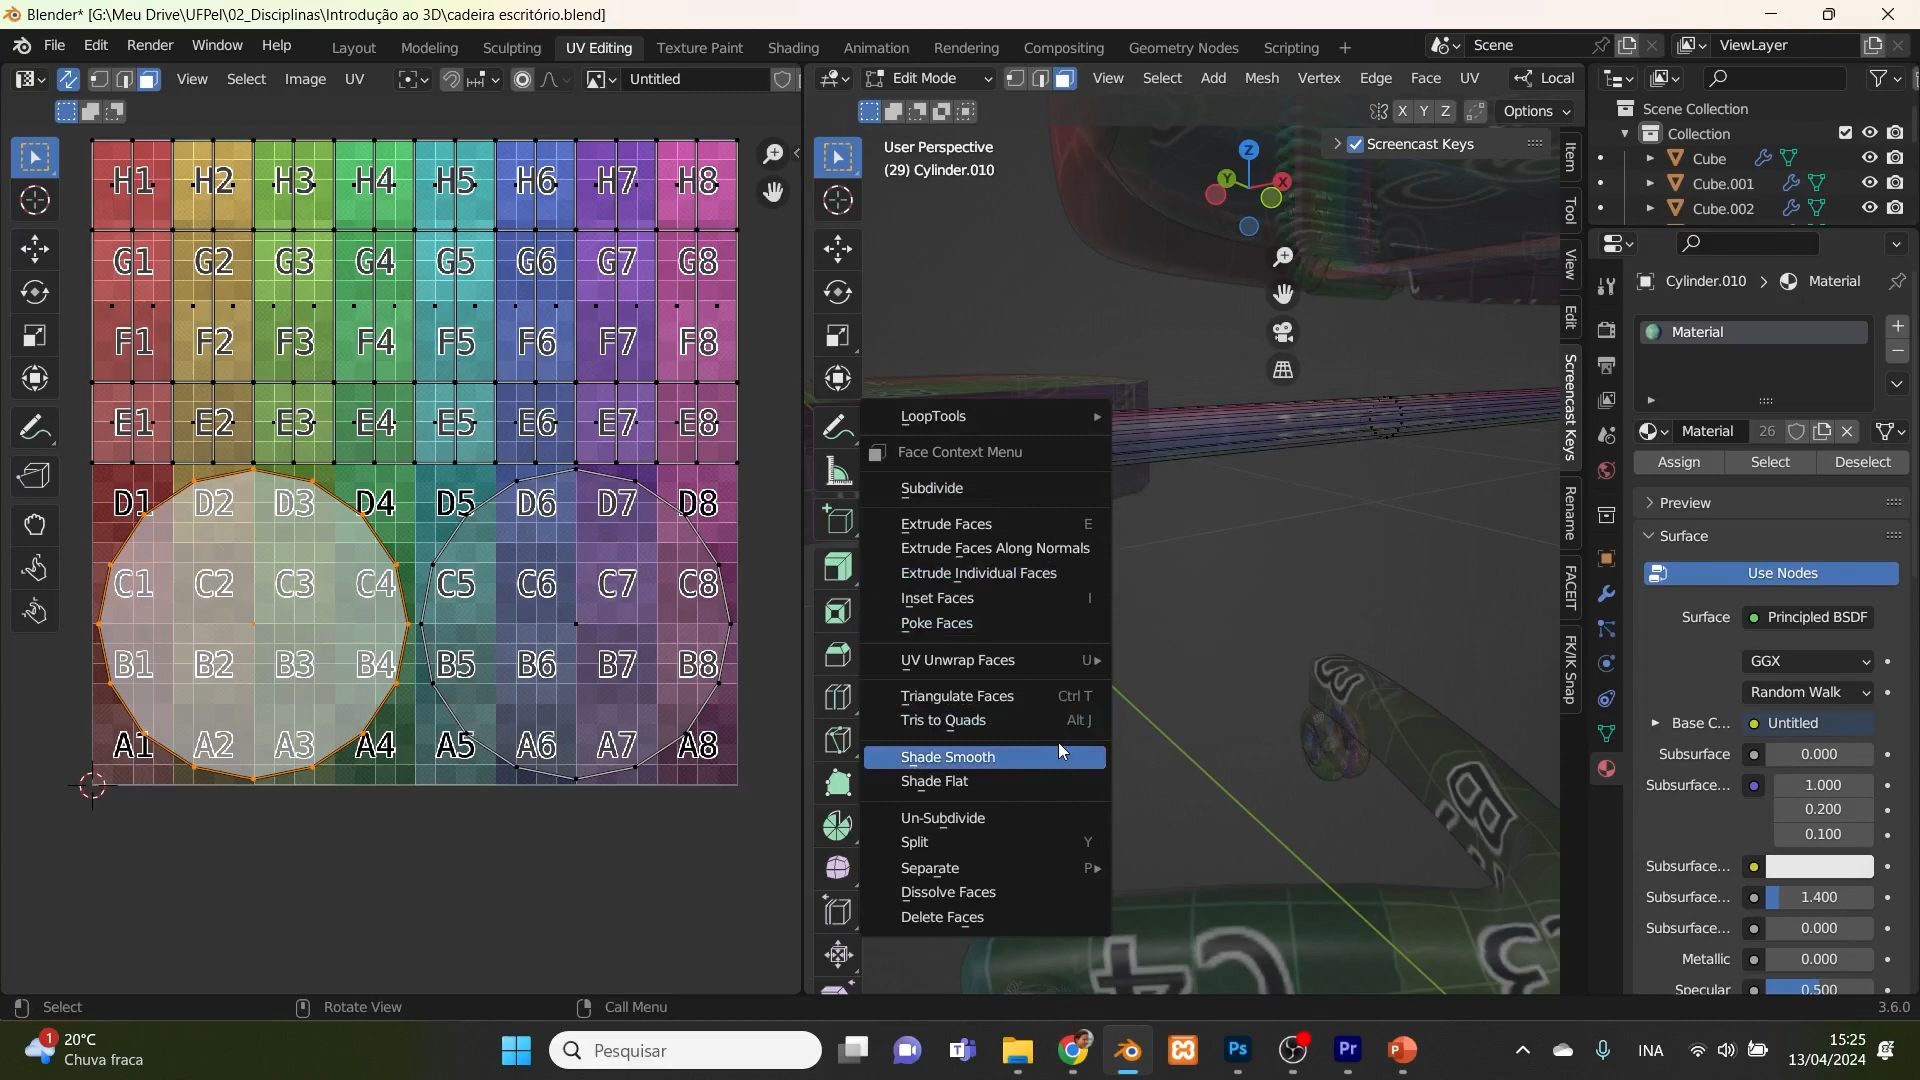 Blender* [G:\Meu Drive\UFPel\02_Disciplinas\Introdução ao 3D\cadeira escritório.blend]
File Edit Render Window Help Layout Modeling Sculpting UV Editing Texture Paint Shading Animation Rendering Compositing Geometry Nodes Scripting + Scene ViewLayer
View Select Image UV Untitled
Edit Mode View Select Add Mesh Vertex Edge Face UV Local
X Y Z Options
User Perspective
(29) Cylinder.010
Screencast Keys
Z
Y
X
Item
Tool
View
Edit
Screencast Keys
Rename
FACEIT
FK/IK Snap
H1 H2 H3 H4 H5 H6 H7 H8
G1 G2 G3 G4 G5 G6 G7 G8
F1 F2 F3 F4 F5 F6 F7 F8
E1 E2 E3 E4 E5 E6 E7 E8
D1 D2 D3 D4 D5 D6 D7 D8
C1 C2 C3 C4 C5 C6 C7 C8
B1 B2 B3 B4 B5 B6 B7 B8
A1 A2 A3 A4 A5 A6 A7 A8
LoopTools
Face Context Menu
Subdivide
Extrude Faces E
Extrude Faces Along Normals
Extrude Individual Faces
Inset Faces I
Poke Faces
UV Unwrap Faces U
Triangulate Faces Ctrl T
Tris to Quads Alt J
Shade Smooth
Shade Flat
Un-Subdivide
Split Y
Separate P
Dissolve Faces
Delete Faces
C4
Scene Collection
Collection
Cube
Cube.001
Cube.002
Cylinder.010 Material
Material
Material 26
Assign Select Deselect
Preview
Surface
Use Nodes
Surface Principled BSDF
GGX
Random Walk
Base C... Untitled
Subsurface 0.000
Subsurface... 1.000
0.200
0.100
Subsurface...
Subsurface... 1.400
Subsurface... 0.000
Metallic 0.000
Specular 0.500
Select Rotate View Call Menu 3.6.0
1
20°C
Chuva fraca
Pesquisar
Ps
Pr
P
INA
15:25
13/04/2024